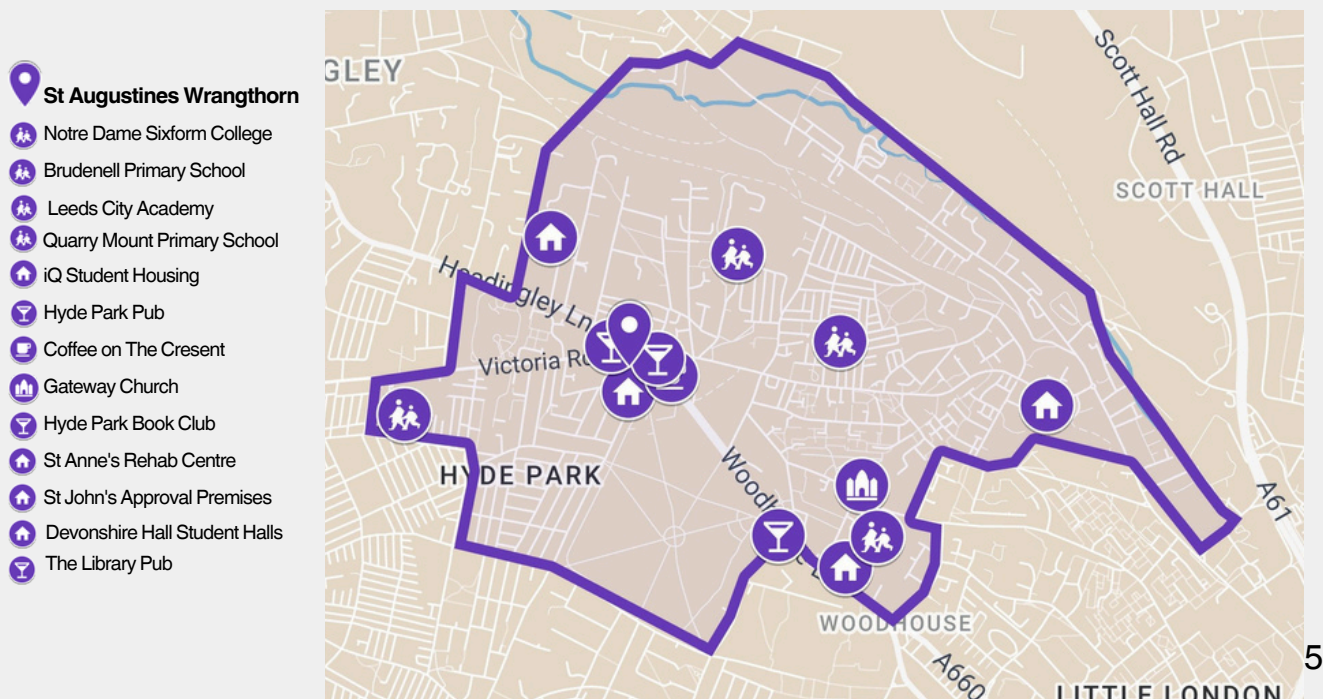 St Augustines Wrangthorn
Notre Dame Sixform College
Brudenell Primary School
Leeds City Academy
Quarry Mount Primary School
iQ Student Housing
Hyde Park Pub
Coffee on The Cresent
Gateway Church
Hyde Park Book Club
St Anne's Rehab Centre
St John's Approval Premises
Devonshire Hall Student Halls
The Library Pub
GLEY
Scott Hall Rd
SCOTT HALL
Headingley Ln
Victoria R
HYDE PARK
Woodh
A61
WOODHOUSE
A660
LITTLE LONDON
5